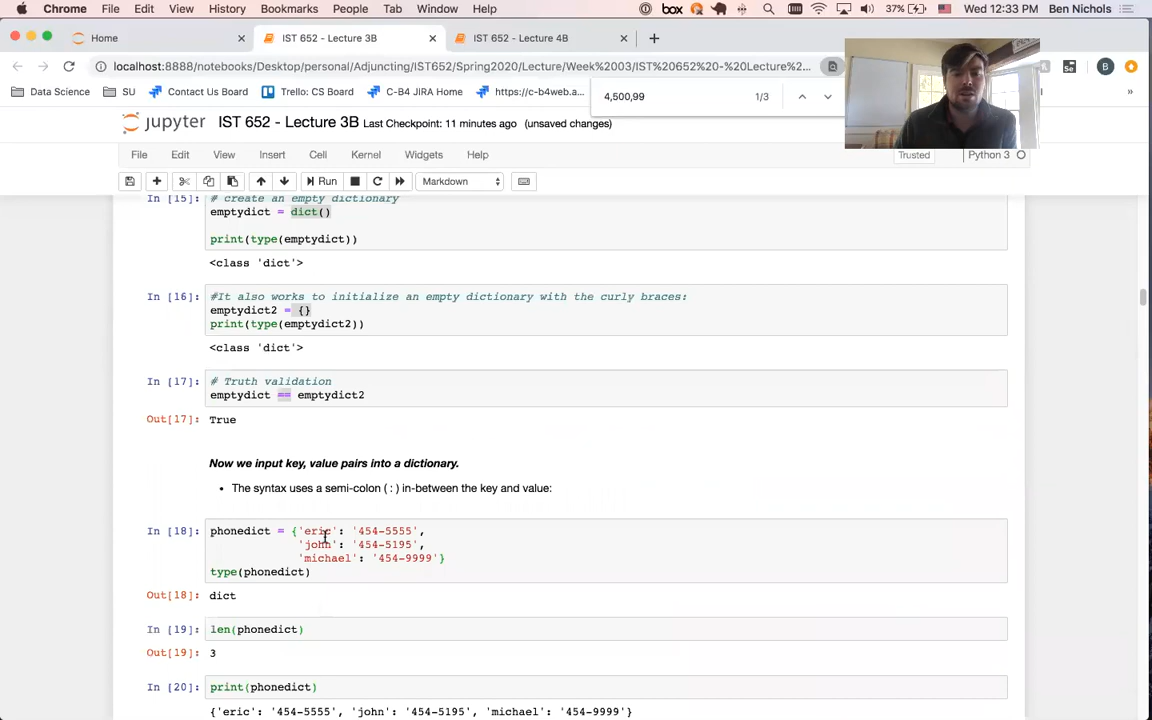 Chrome File Edit View History Bookmarks People Tab Window Help box 37% Wed 12:33 PM Ben Nichols
Home IST 652 - Lecture 3B IST 652 - Lecture 4B
localhost:8888/notebooks/Desktop/personal/Adjuncting/IST652/Spring2020/Lecture/Week%2003/IST%20652%20-%20Lecture%... Se B
Data Science SU Contact Us Board Trello: CS Board C-B4 JIRA Home https://c-b4web.a... »
4,500,99 1/3
jupyter IST 652 - Lecture 3B Last Checkpoint: 11 minutes ago (unsaved changes)
File Edit View Insert Cell Kernel Widgets Help Trusted Python 3
Run Markdown
In [15]: # create an empty dictionary
emptydict = dict()
print(type(emptydict))
<class 'dict'>
In [16]: #It also works to initialize an empty dictionary with the curly braces:
emptydict2 = {}
print(type(emptydict2))
<class 'dict'>
In [17]: # Truth validation
emptydict == emptydict2
Out[17]: True
Now we input key, value pairs into a dictionary.
• The syntax uses a semi-colon ( : ) in-between the key and value:
In [18]: phonedict = {'eric': '454-5555',
'john': '454-5195',
'michael': '454-9999'}
type(phonedict)
Out[18]: dict
In [19]: len(phonedict)
Out[19]: 3
In [20]: print(phonedict)
{'eric': '454-5555', 'john': '454-5195', 'michael': '454-9999'}